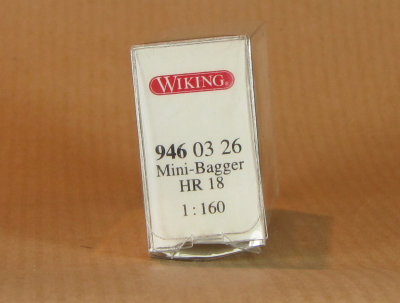 WIKING®
946 03 26
Mini-Bagger
HR 18
1:160